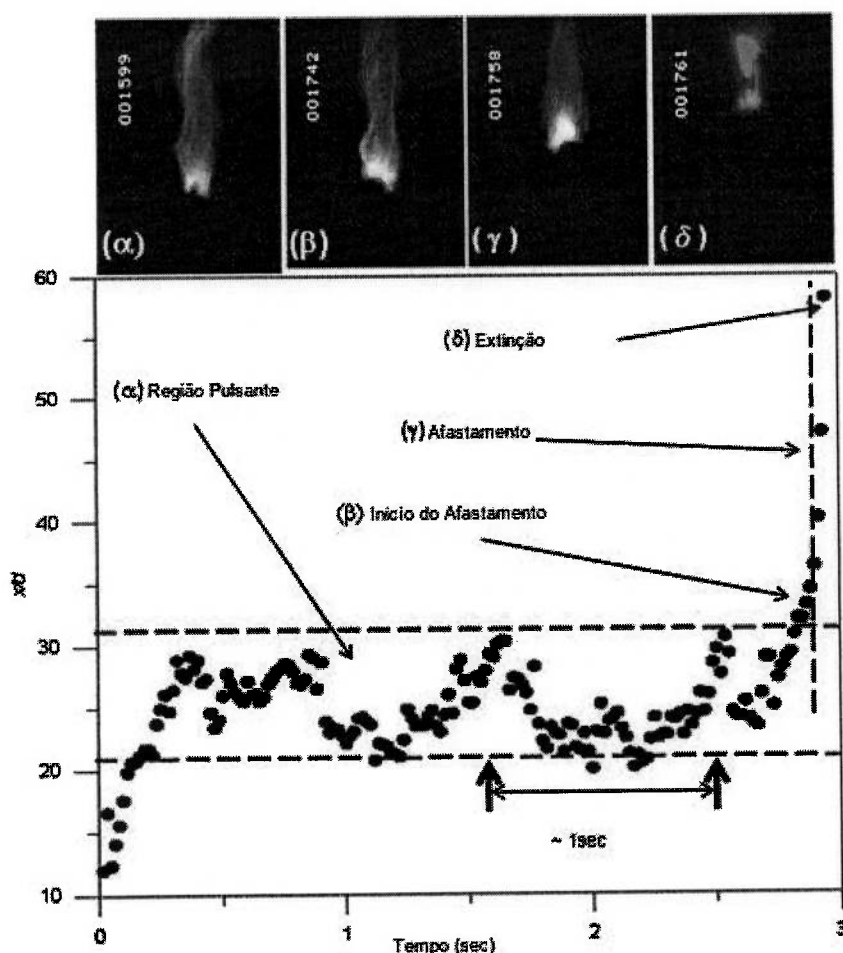 001599
001742
001758
001761
(α)
(β)
(γ)
(δ)
60
50
40
30
20
10
x/d
(δ) Extinção
(α) Região Pulsante
(γ) Afastamento
(β) Início do Afastamento
~ 1sec
0
1
2
3
Tempo (sec)